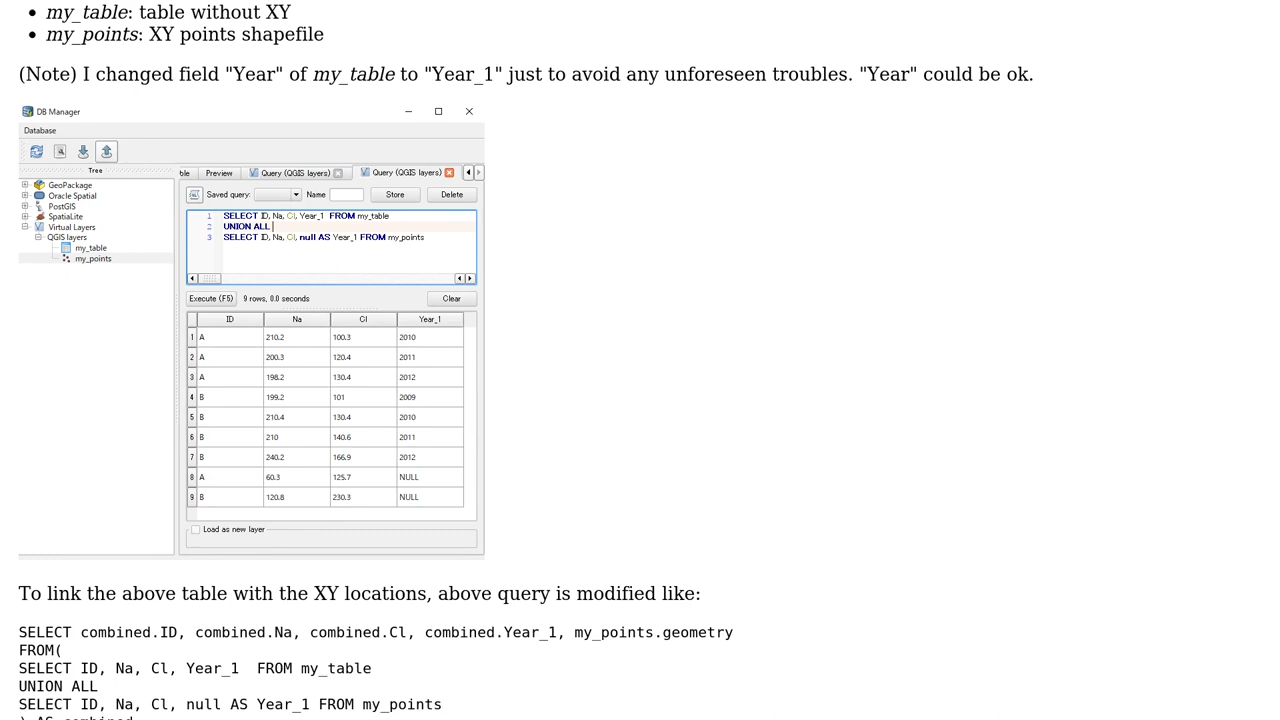 • my_table: table without XY
• my_points: XY points shapefile
(Note) I changed field "Year" of my_table to "Year_1" just to avoid any unforeseen troubles. "Year" could be ok.
DB Manager
Database
Tree
GeoPackage
Oracle Spatial
PostGIS
SpatiaLite
Virtual Layers
QGIS layers
my_table
my_points
ble Preview Query (QGIS layers) Query (QGIS layers)
Saved query: Name Store Delete
1 SELECT ID, Na, Cl, Year_1 FROM my_table
2 UNION ALL
3 SELECT ID, Na, Cl, null AS Year_1 FROM my_points
Execute (F5) 9 rows, 0.0 seconds Clear
ID Na Cl Year_1
1 A 210.2 100.3 2010
2 A 200.3 120.4 2011
3 A 198.2 130.4 2012
4 B 199.2 101 2009
5 B 210.4 130.4 2010
6 B 210 140.6 2011
7 B 240.2 166.9 2012
8 A 60.3 125.7 NULL
9 B 120.8 230.3 NULL
Load as new layer
To link the above table with the XY locations, above query is modified like:
SELECT combined.ID, combined.Na, combined.Cl, combined.Year_1, my_points.geometry
FROM(
SELECT ID, Na, Cl, Year_1  FROM my_table
UNION ALL
SELECT ID, Na, Cl, null AS Year_1 FROM my_points
) AS combined